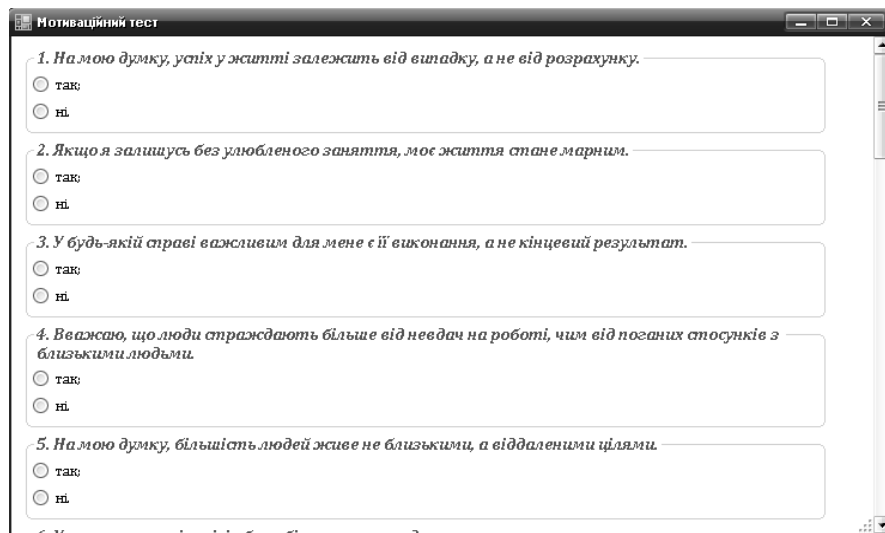 Мотиваційний тест
1. На мою думку, успіх у житті залежить від випадку, а не від розрахунку.
так;
ні.
2. Якщо я залишусь без улюбленого заняття, моє життя стане марним.
так;
ні.
3. У будь-якій справі важливим для мене є її виконання, а не кінцевий результат.
так;
ні.
4. Вважаю, що люди страждають більше від невдач на роботі, чим від поганих стосунків з
близькими людьми.
так;
ні.
5. На мою думку, більшість людей живе не близькими, а віддаленими цілями.
так;
ні.